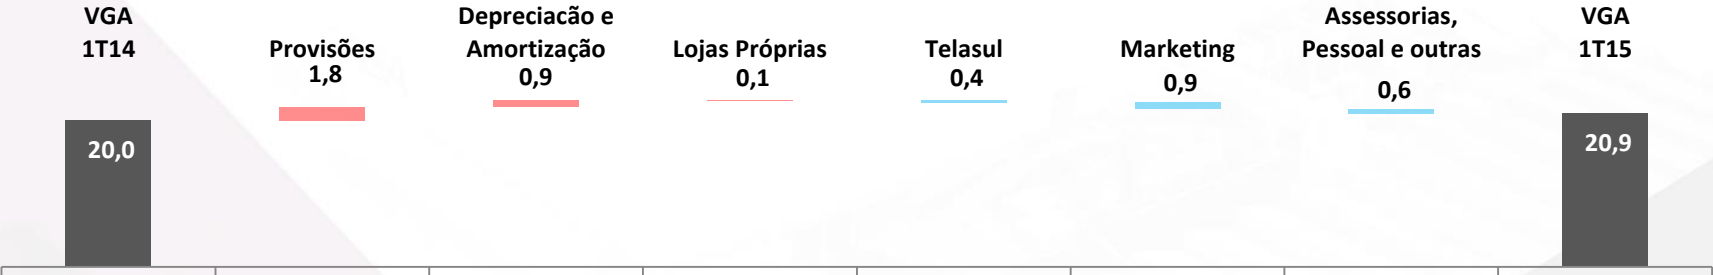 VGA
1T14
20,0
Provisões
1,8
Depreciacão e
Amortização
0,9
Lojas Próprias
0,1
Telasul
0,4
Marketing
0,9
Assessorias,
Pessoal e outras
0,6
VGA
1T15
20,9